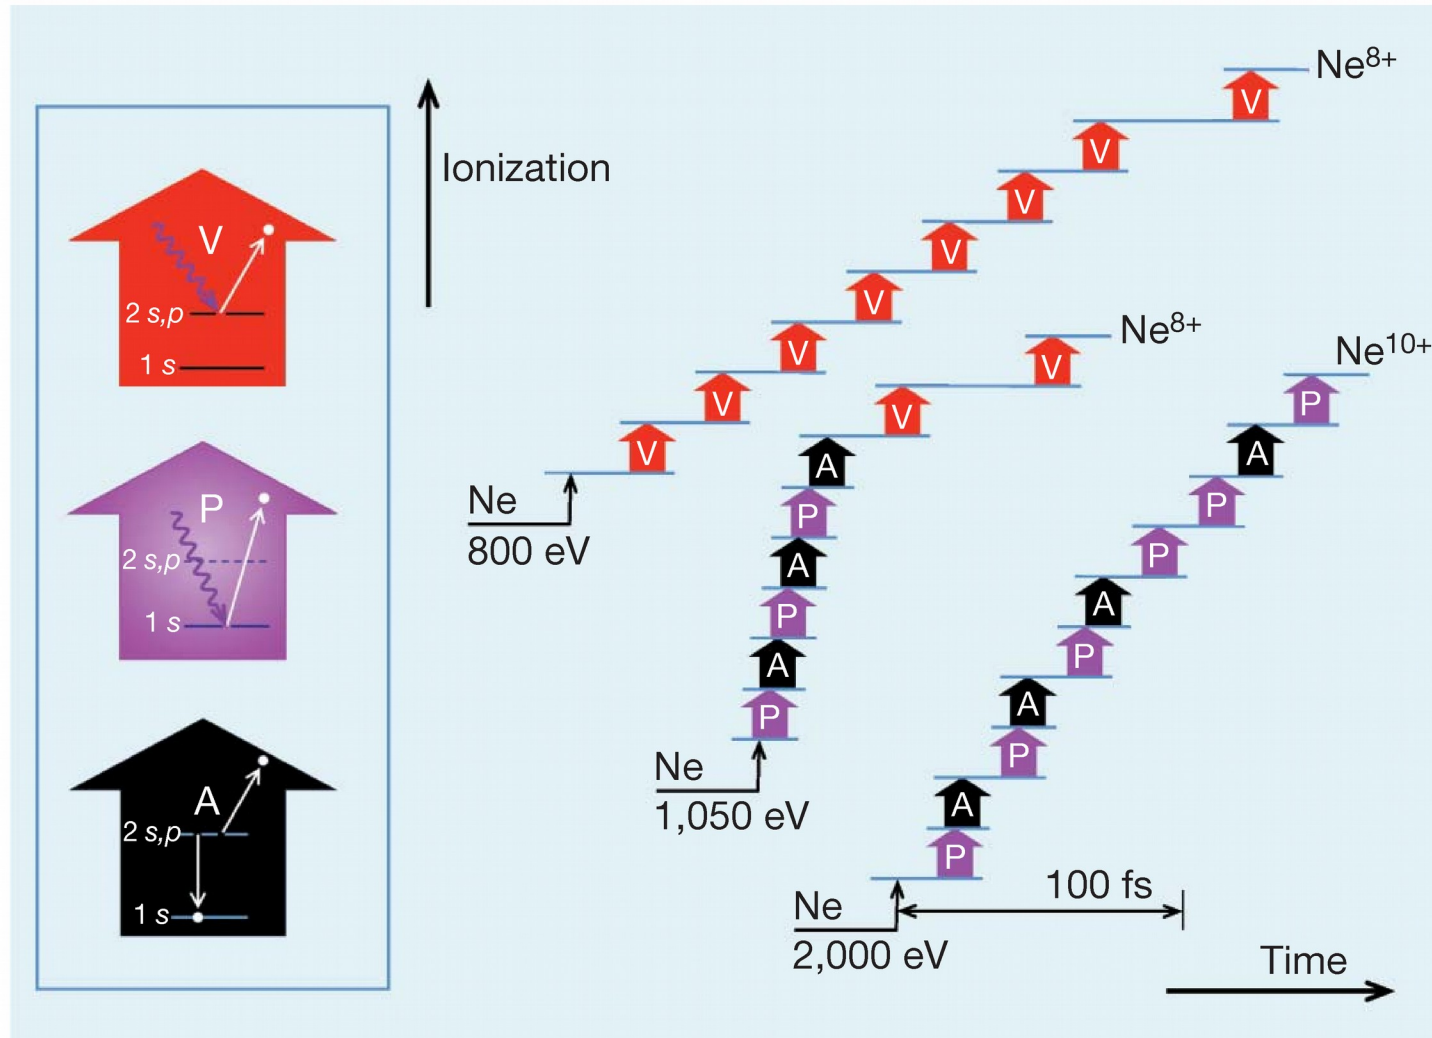 V
2 s,p
1 s
P
2 s,p
1 s
A
2 s,p
1 s
Ionization
Ne
800 eV
V
V
V
V
V
V
V
V
Ne8+
Ne
1,050 eV
P
A
P
A
P
A
V
V
Ne8+
Ne
2,000 eV
P
A
P
A
P
A
P
P
A
P
Ne10+
100 fs
Time